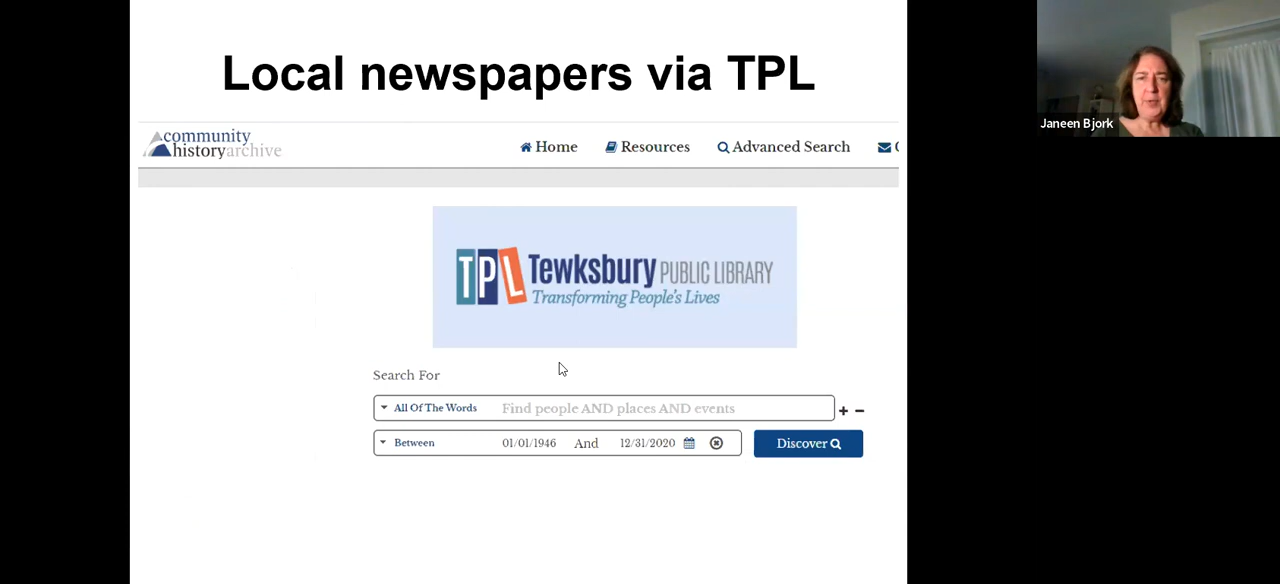 Local newspapers via TPL
community
historyarchive
Home Resources Advanced Search
TPL Tewksbury PUBLIC LIBRARY
Transforming People's Lives
Search For
All Of The Words Find people AND places AND events
Between 01/01/1946 And 12/31/2020 Discover
Janeen Bjork